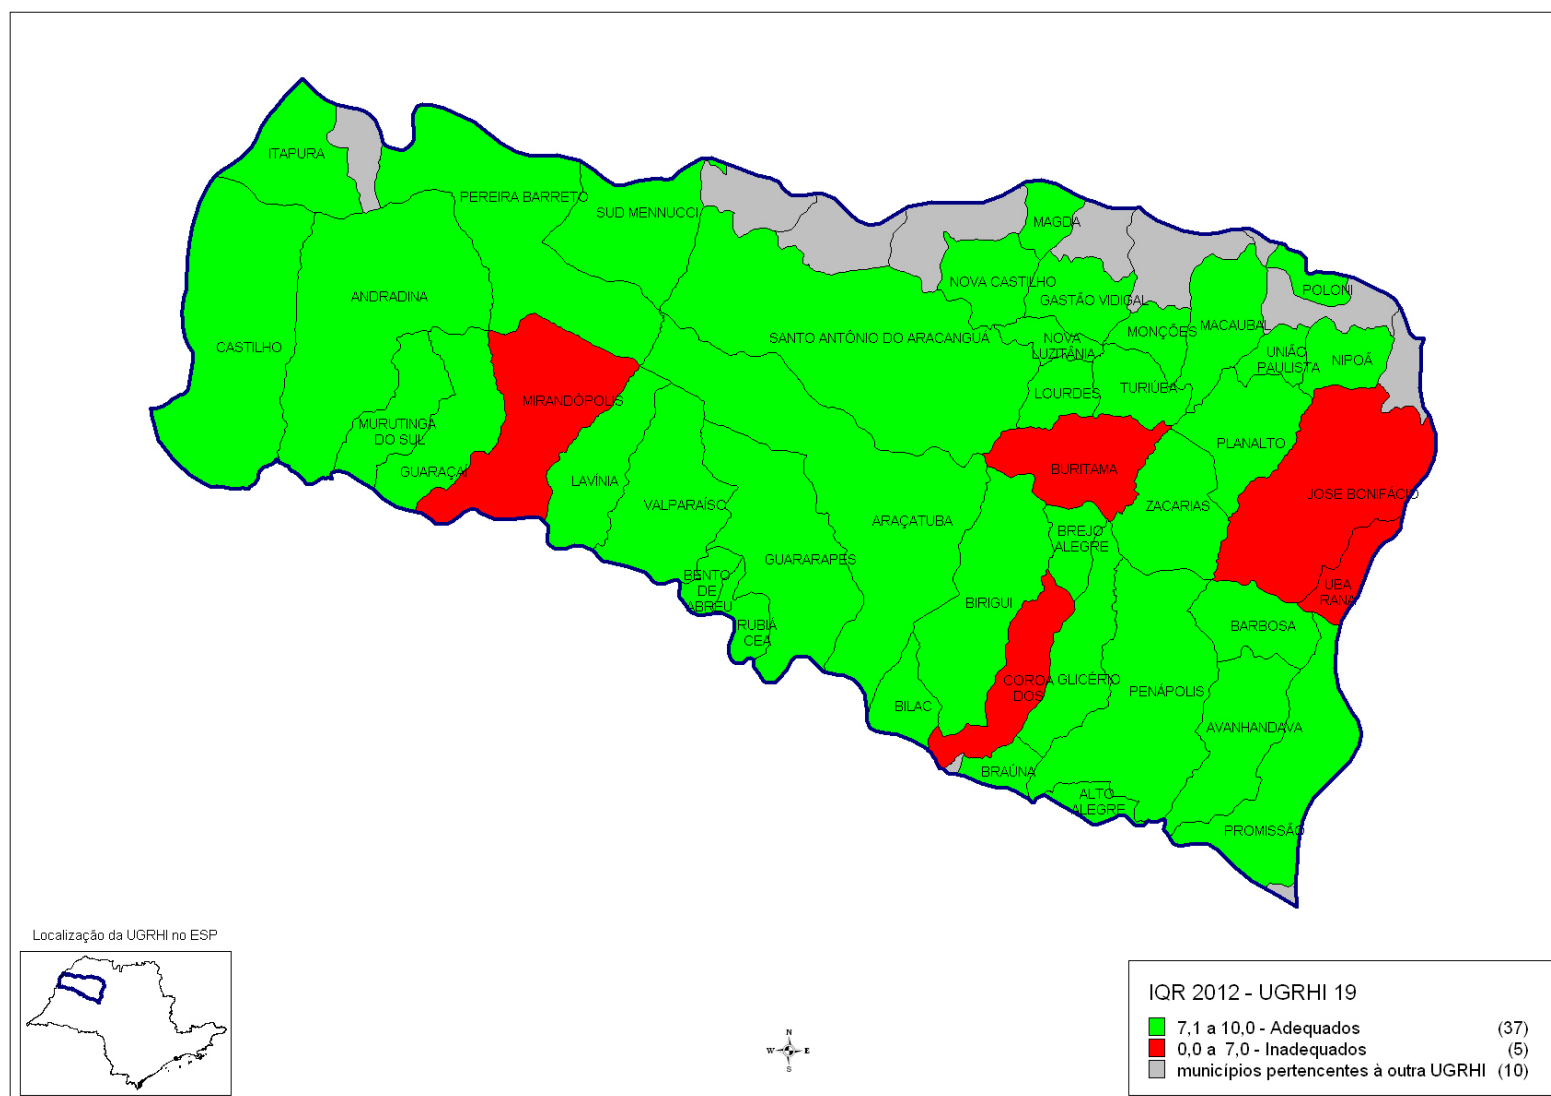 ITAPURA
PEREIRA BARRETO
SUD MENNUCCI
MAGDA
NOVA CASTILHO
GASTÃO VIDIGAL
POLONI
ANDRADINA
CASTILHO
SANTO ANTÔNIO DO ARACANGUÁ
NOVA
LUZITÂNIA
MONÇÕES
MACAUBAL
UNIÃO
PAULISTA
NIPOÃ
MIRANDÓPOLIS
LOURDES
TURIÚBA
MURUTINGA
DO SUL
GUARAÇAÍ
LAVÍNIA
VALPARAÍSO
BURITAMA
PLANALTO
JOSE BONIFÁCIO
ZACARIAS
ARAÇATUBA
BREJO
ALEGRE
GUARARAPES
BENTO
DE
ABREU
RUBIÁ
CEA
BIRIGUI
UBA
RANA
BARBOSA
COROA
DOS
GLICÉRIO
PENÁPOLIS
BILAC
AVANHANDAVA
BRAÚNA
ALTO
ALEGRE
PROMISSÃO
Localização da UGRHI no ESP
N
W E
S
IQR 2012 - UGRHI 19
7,1 a 10,0 - Adequados (37)
0,0 a 7,0 - Inadequados (5)
municípios pertencentes à outra UGRHI (10)